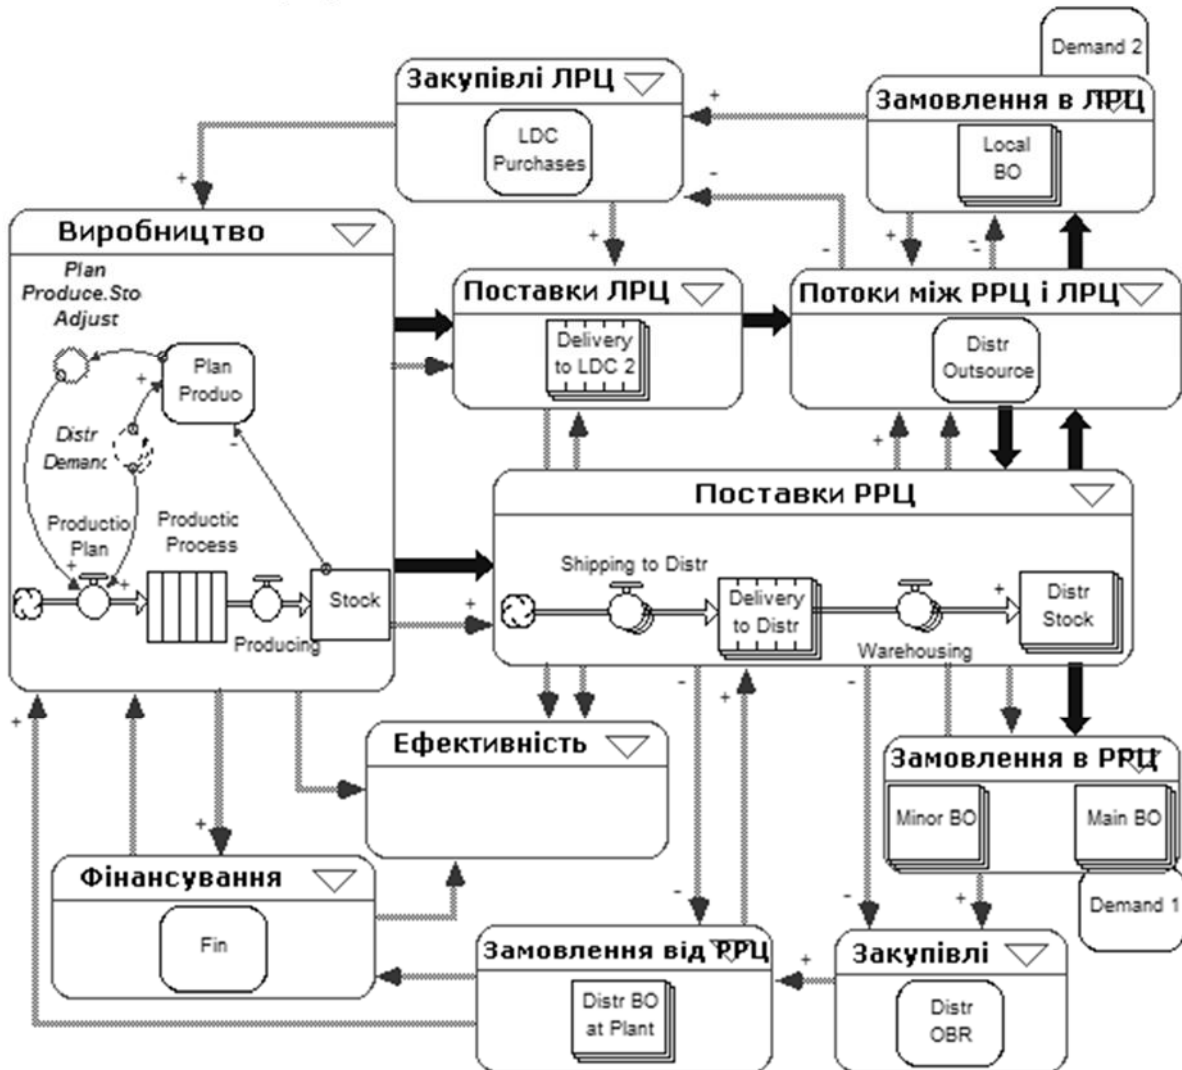 Demand 2
Закупівлі ЛРЦ
LDC
Purchases
Замовлення в ЛРЦ
Local
BO
+
+
-
+
+
+
-
-
-
Виробництво
Plan
Produce.Sto
Adjust
Plan
Produc
+
-
Distr
Demanc
Productio
Plan
Productic
Process
+
+
Stock
Producing
Поставки ЛРЦ
Delivery
to LDC 2
Потоки між РРЦ і ЛРЦ
Distr
Outsource
+
Поставки РРЦ
Shipping to Distr
Delivery
to Distr
+
Distr
Stock
Warehousing
+
-
+
-
+
Ефективність
Замовлення в РРЦ
Minor BO
Main BO
Demand 1
+
-
-
+
Фінансування
Fin
Замовлення від РРЦ
Distr BO
at Plant
+
Закупівлі
Distr
OBR